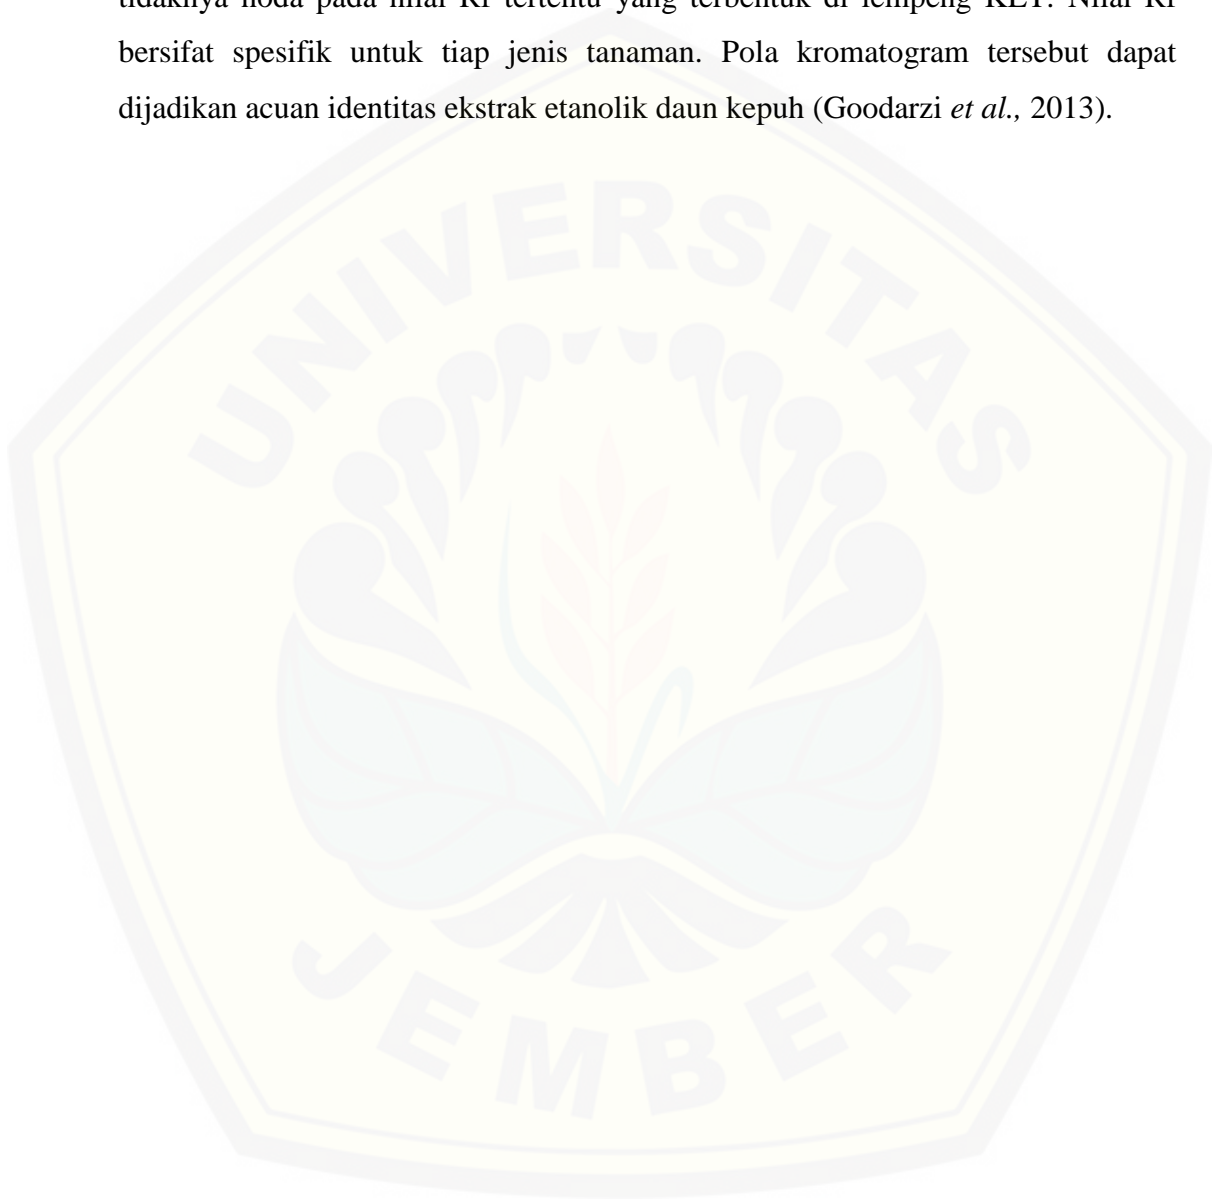 tidaknya noda pada nilai Rf tertentu yang terbentuk di lempeng KLT. Nilai Rf
bersifat spesifik untuk tiap jenis tanaman. Pola kromatogram tersebut dapat
dijadikan acuan identitas ekstrak etanolik daun kepuh (Goodarzi et al., 2013).
UNIVERSITAS
JEMBER